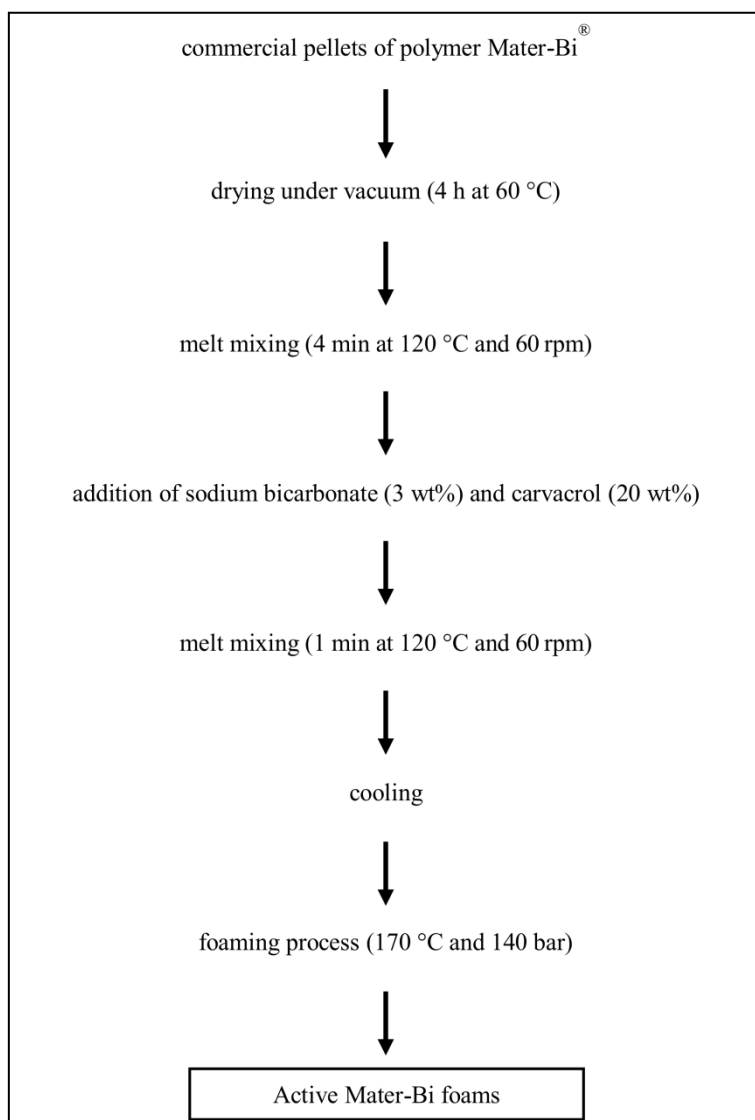 commercial pellets of polymer Mater-Bi®
drying under vacuum (4 h at 60 °C)
melt mixing (4 min at 120 °C and 60 rpm)
addition of sodium bicarbonate (3 wt%) and carvacrol (20 wt%)
melt mixing (1 min at 120 °C and 60 rpm)
cooling
foaming process (170 °C and 140 bar)
Active Mater-Bi foams